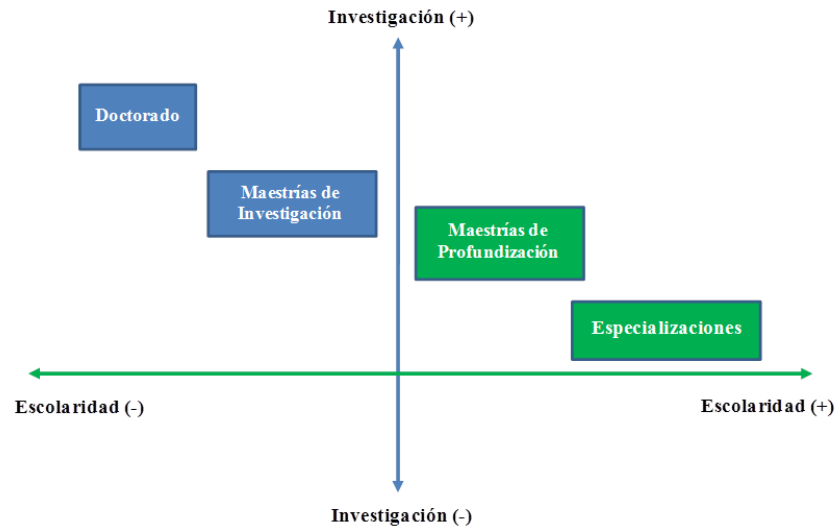 Investigación (+)
Doctorado
Maestrías de
Investigación
Maestrías de
Profundización
Especializaciones
Escolaridad (-)
Escolaridad (+)
Investigación (-)